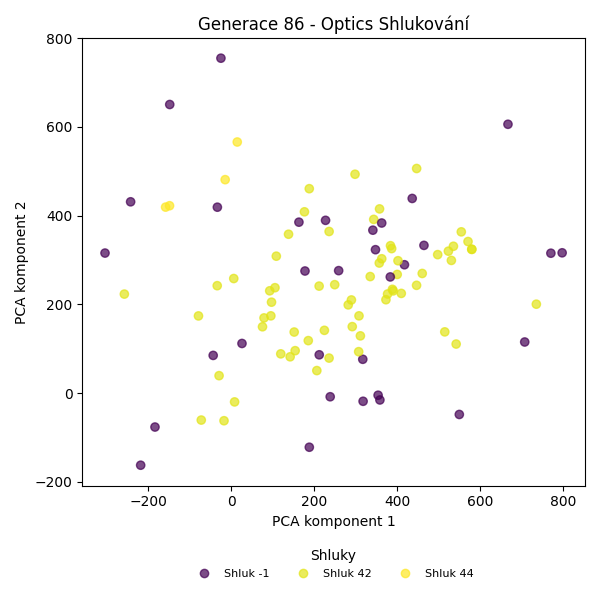 Generace 86 - Optics Shlukování
800
600
400
200
0
−200
PCA komponent 2
−200 0 200 400 600 800
PCA komponent 1
Shluky
Shluk -1 Shluk 42 Shluk 44